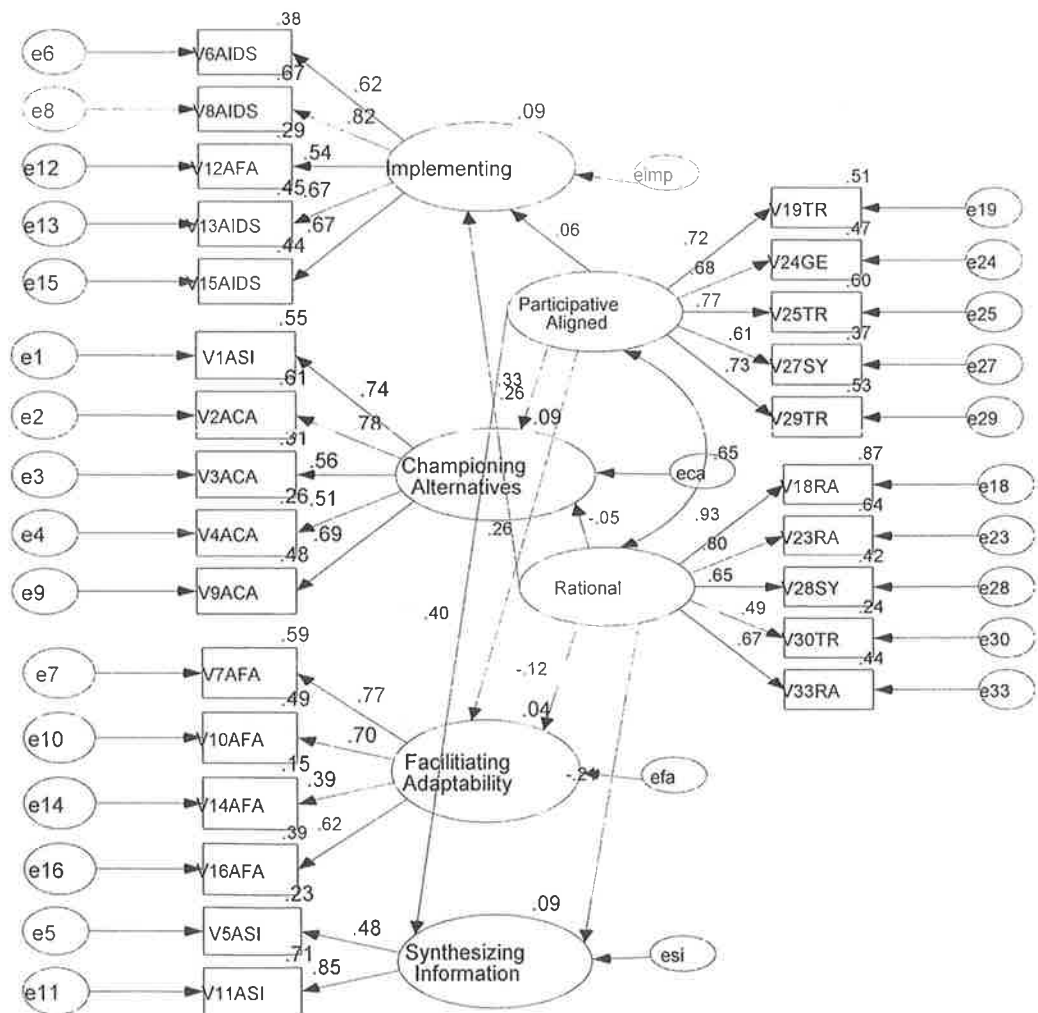 .38
e6
V6AIDS
.67
.62
e8
V8AIDS
.82
.29
.09
e12
V12AFA
.54
Implementing
eimp
.45
.67
e13
V13AIDS
.67
.44
e15
V15AIDS
.06
.51
V19TR
e19
.72
.47
V24GE
e24
.68
.60
Participative
Aligned
.77
V25TR
e25
.37
.61
V27SY
e27
.73
.53
V29TR
e29
.55
e1
V1ASI
.61
.74
.33
.26
e2
V2ACA
.78
.31
.09
e3
V3ACA
.56
Championing
Alternatives
eca
.65
.26
.51
e4
V4ACA
.69
.48
.26
-.05
e9
V9ACA
.87
V18RA
e18
.93
.64
V23RA
e23
.80
.42
Rational
.65
V28SY
e28
.24
.49
V30TR
e30
.67
.44
V33RA
e33
.40
.59
e7
V7AFA
.77
-.12
.49
.04
e10
V10AFA
.70
.15
Facilitiating
Adaptability
efa
.39
e14
V14AFA
.62
.39
e16
V16AFA
.23
.09
e5
V5ASI
.48
.71
Synthesizing
Information
esi
.85
e11
V11ASI